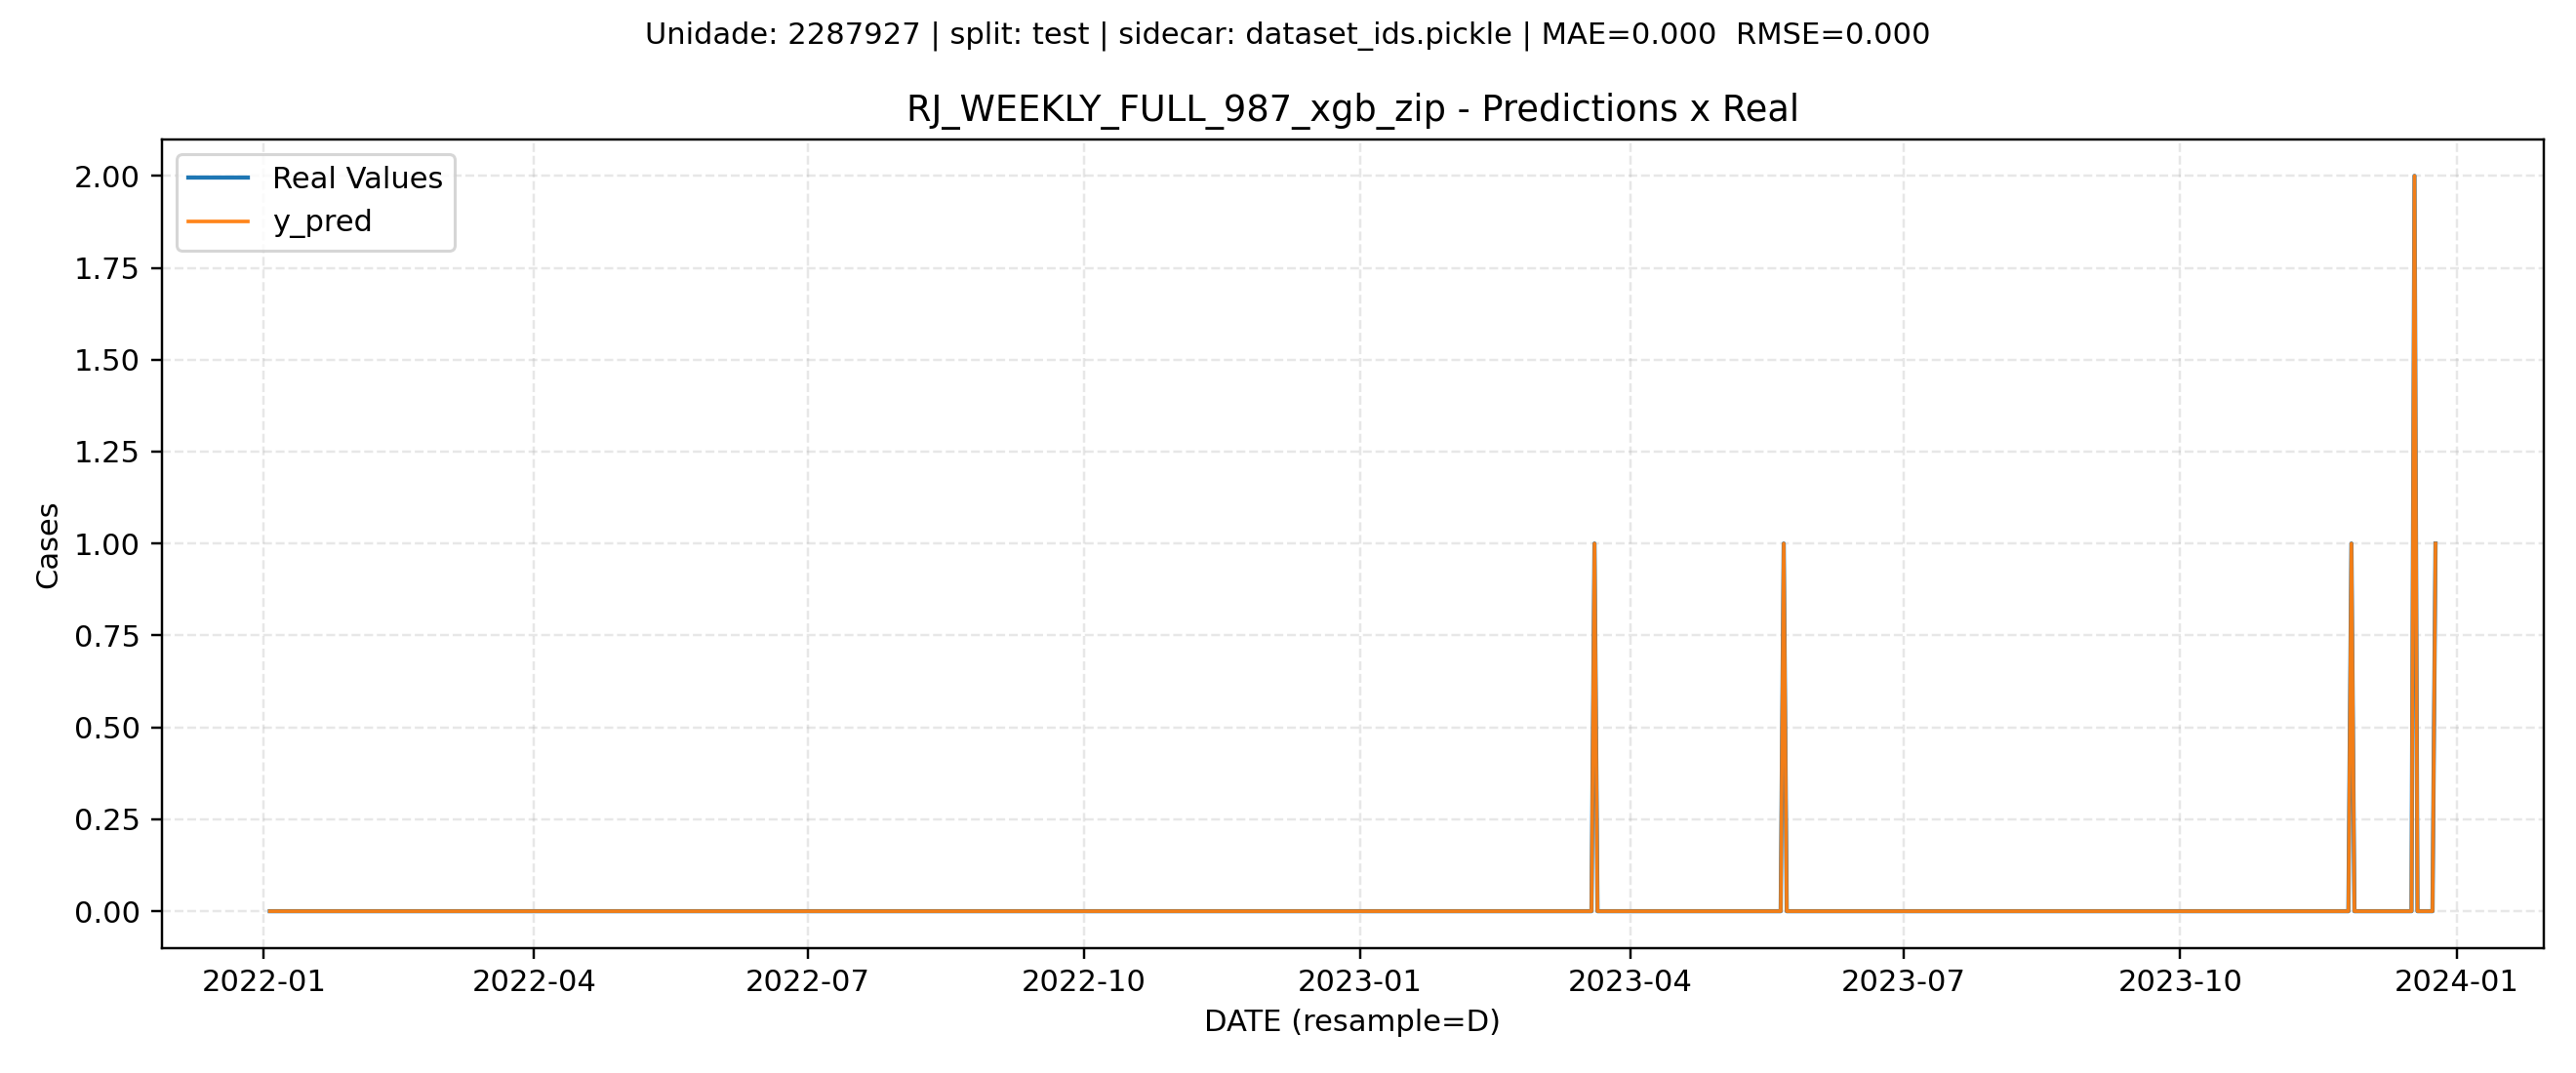 Unidade: 2287927 | split: test | sidecar: dataset_ids.pickle | MAE=0.000  RMSE=0.000
RJ_WEEKLY_FULL_987_xgb_zip - Predictions x Real
Real Values
y_pred
2.00
1.75
1.50
1.25
1.00
0.75
0.50
0.25
0.00
Cases
2022-01 2022-04 2022-07 2022-10 2023-01 2023-04 2023-07 2023-10 2024-01
DATE (resample=D)